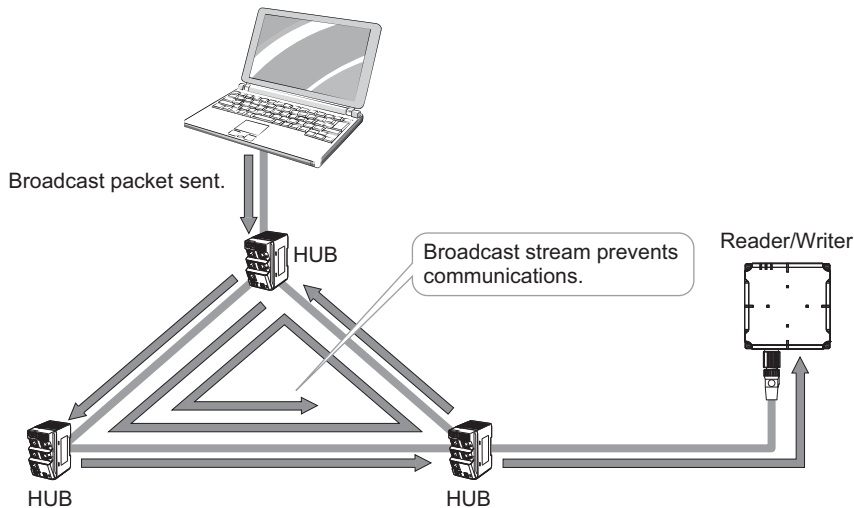 Broadcast packet sent.
HUB
Broadcast stream prevents
communications.
Reader/Writer
HUB
HUB